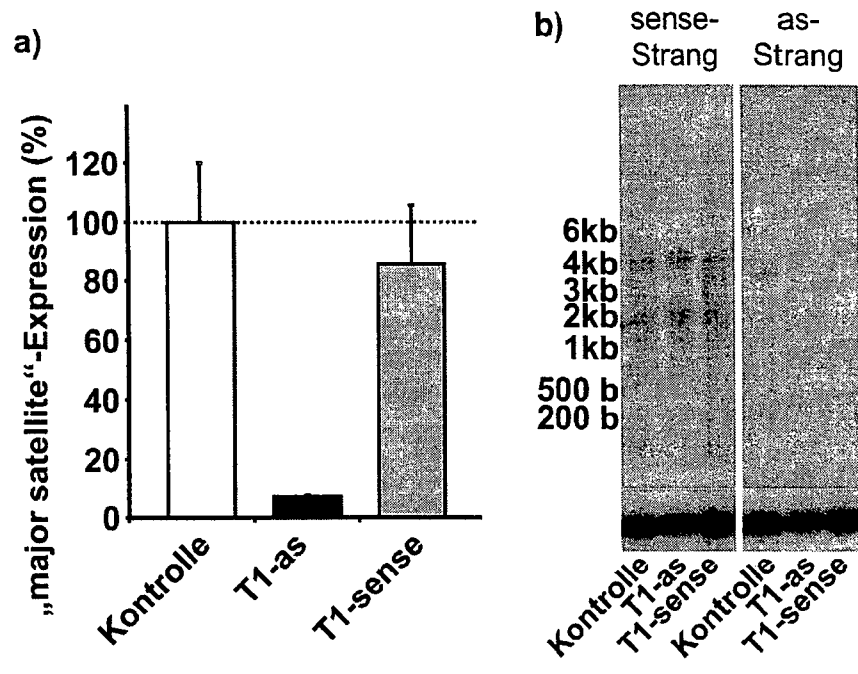 a)
„major satellite“-Expression (%)
120
100
80
60
40
20
0
Kontrolle
T1-as
T1-sense
b)
sense-
Strang
as-
Strang
6kb
4kb
3kb
2kb
1kb
500 b
200 b
Kontrolle
T1-as
T1-sense
Kontrolle
T1-as
T1-sense